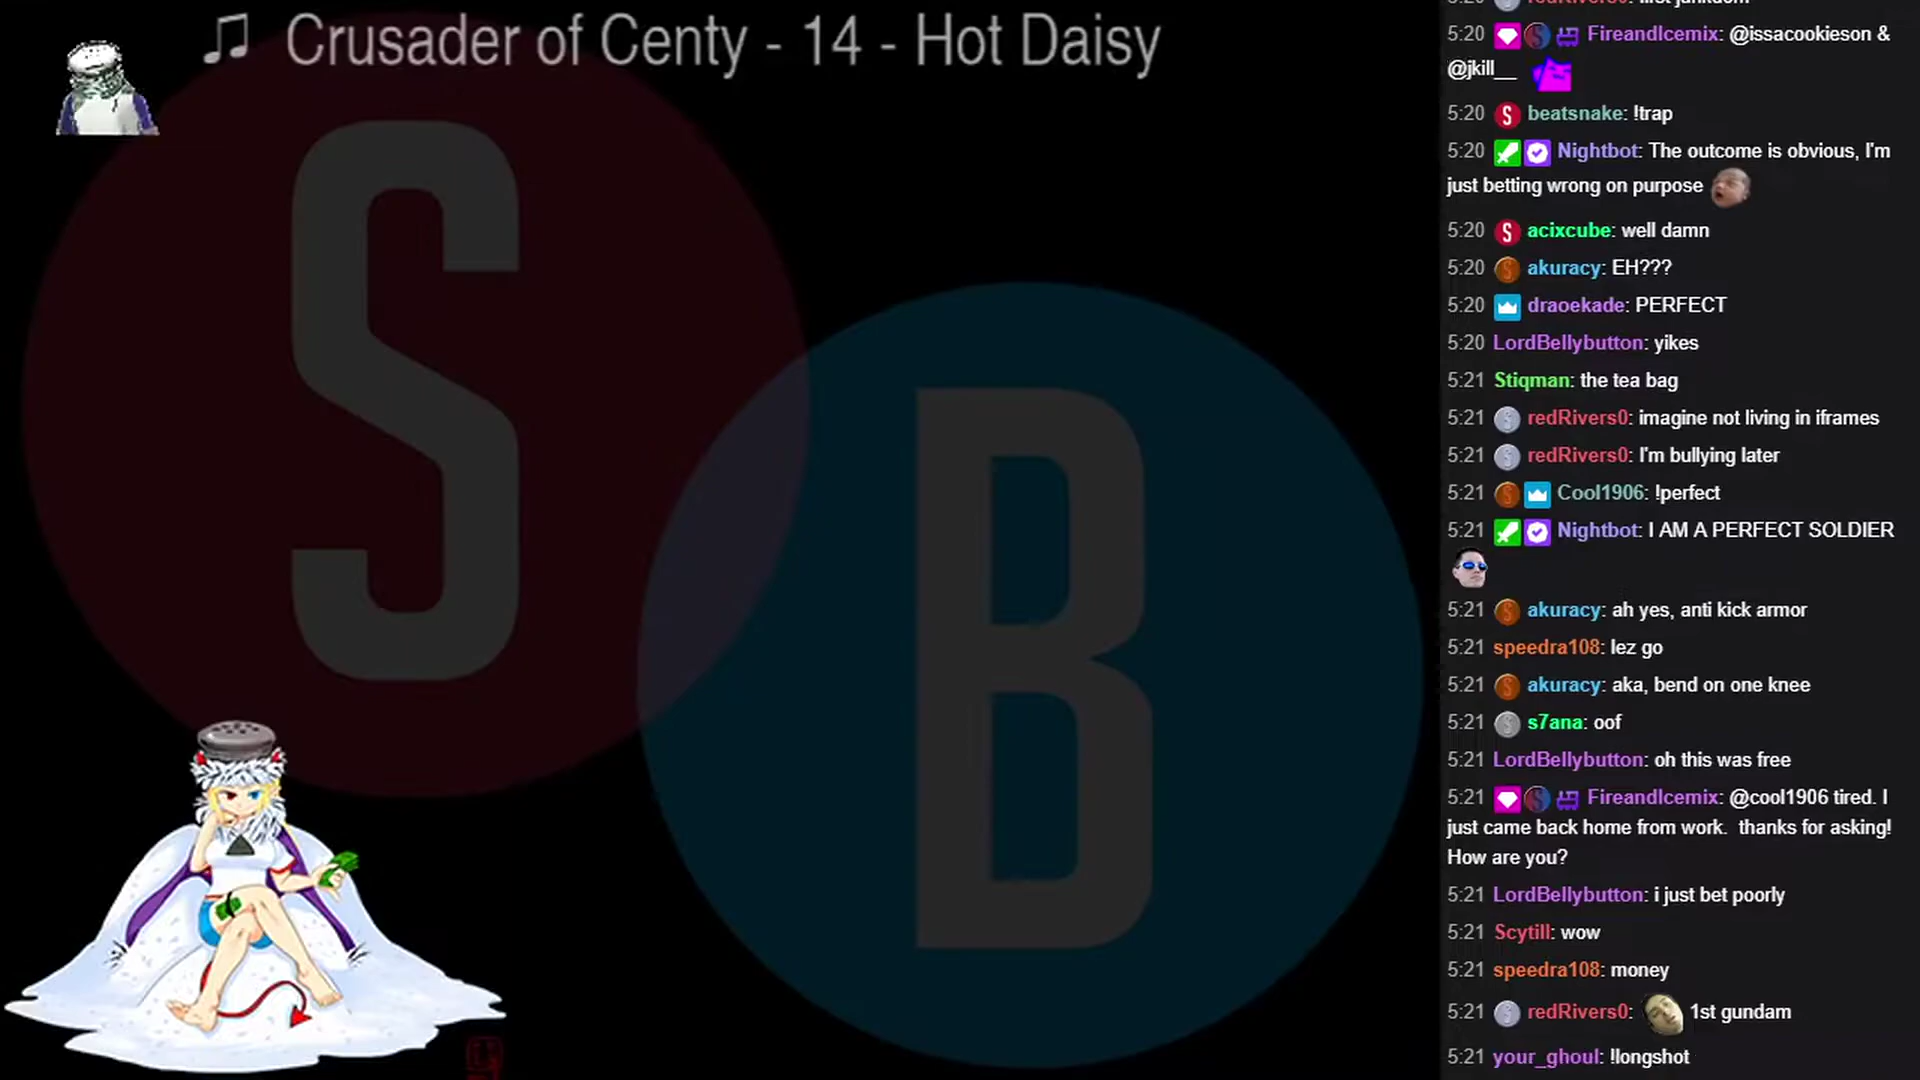 Crusader of Centy - 14 - Hot Daisy
S
B
5:20 FireandIcemix: @issacookieson &
@jkill__
5:20 beatsnake: !trap
5:20 Nightbot: The outcome is obvious, I'm
just betting wrong on purpose
5:20 acixcube: well damn
5:20 akuracy: EH???
5:20 draoekade: PERFECT
5:20 LordBellybutton: yikes
5:21 Stiqman: the tea bag
5:21 redRivers0: imagine not living in iframes
5:21 redRivers0: I'm bullying later
5:21 Cool1906: !perfect
5:21 Nightbot: I AM A PERFECT SOLDIER
5:21 akuracy: ah yes, anti kick armor
5:21 speedra108: lez go
5:21 akuracy: aka, bend on one knee
5:21 s7ana: oof
5:21 LordBellybutton: oh this was free
5:21 FireandIcemix: @cool1906 tired. I
just came back home from work. thanks for asking!
How are you?
5:21 LordBellybutton: i just bet poorly
5:21 Scytill: wow
5:21 speedra108: money
5:21 redRivers0: 1st gundam
5:21 your_ghoul: !longshot